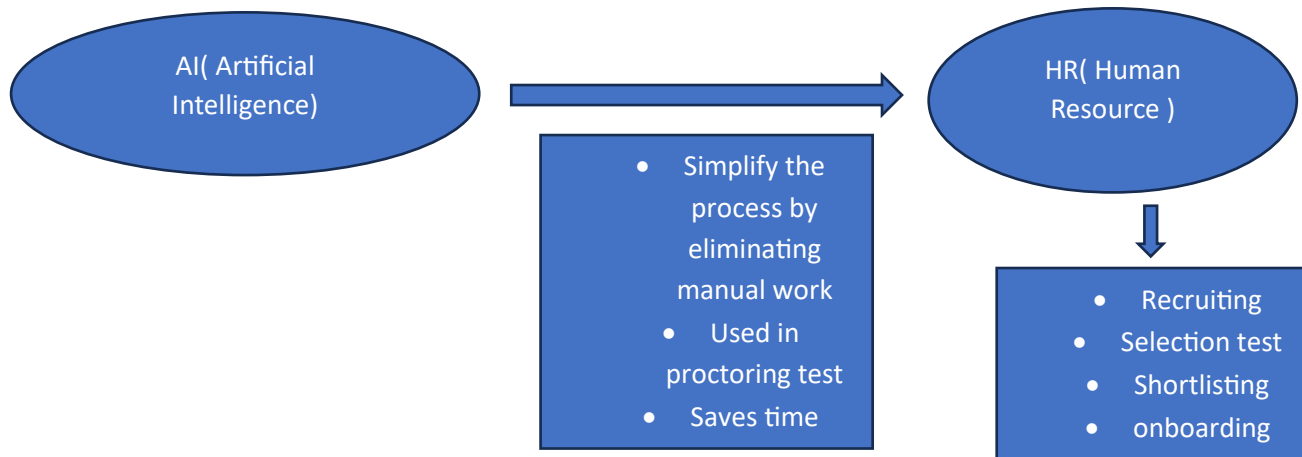 AI( Artificial
Intelligence)
HR( Human
Resource )
• Simplify the
process by
eliminating
manual work
• Used in
proctoring test
• Saves time
• Recruiting
• Selection test
• Shortlisting
• onboarding